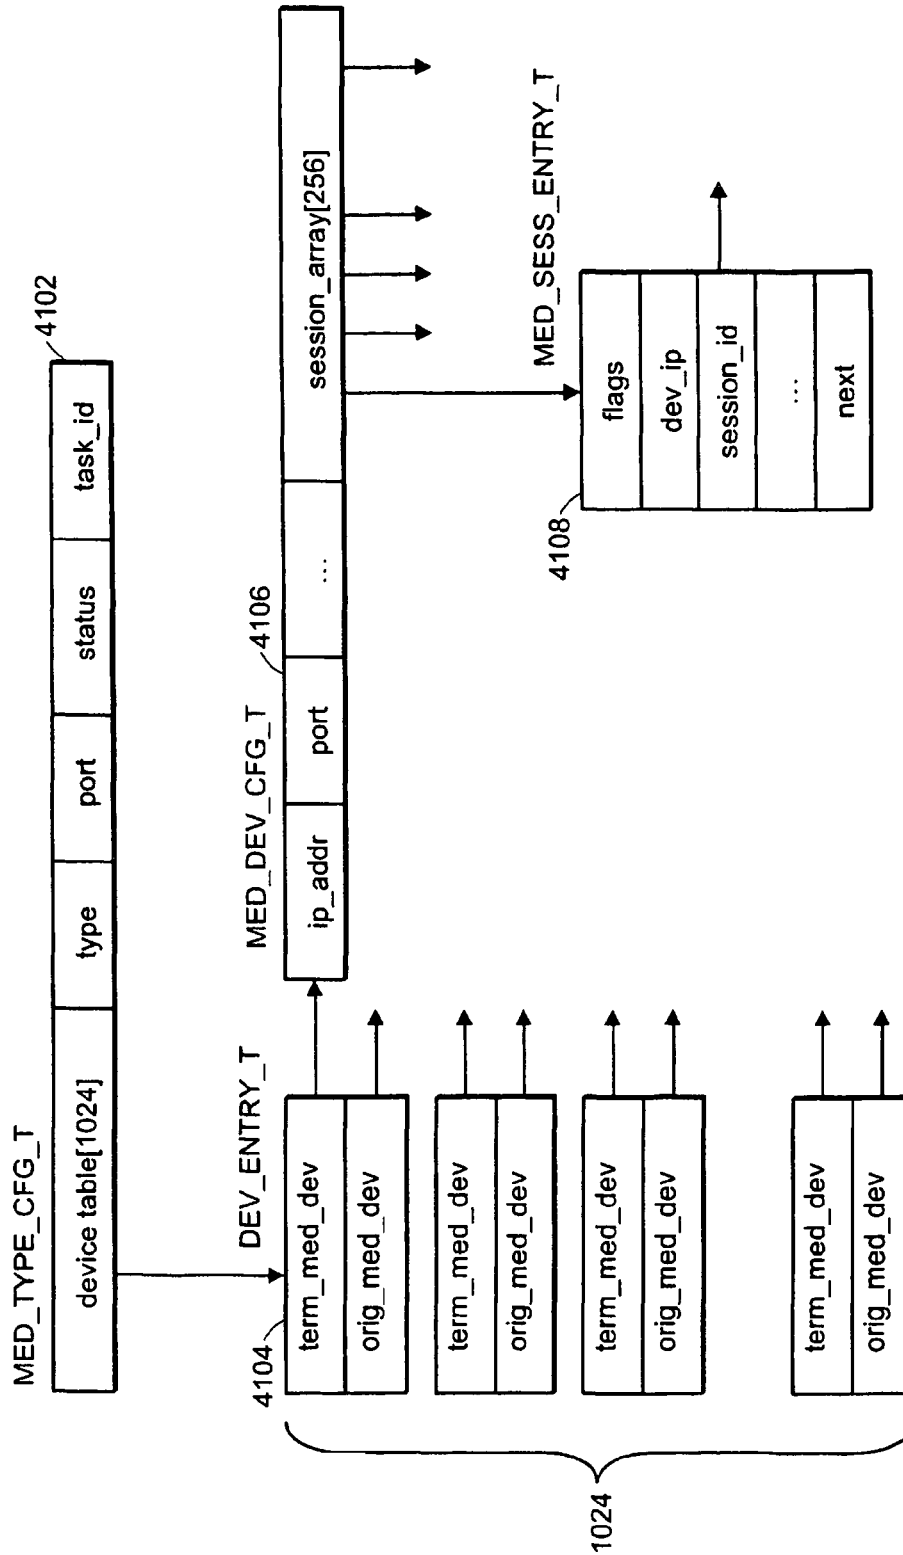 MED_TYPE_CFG_T
4102
device table[1024]
type
port
status
task_id
DEV_ENTRY_T
4104
term_med_dev
orig_med_dev
term_med_dev
orig_med_dev
term_med_dev
orig_med_dev
term_med_dev
orig_med_dev
1024
MED_DEV_CFG_T
4106
ip_addr
port
...
session_array[256]
MED_SESS_ENTRY_T
4108
flags
dev_ip
session_id
...
next